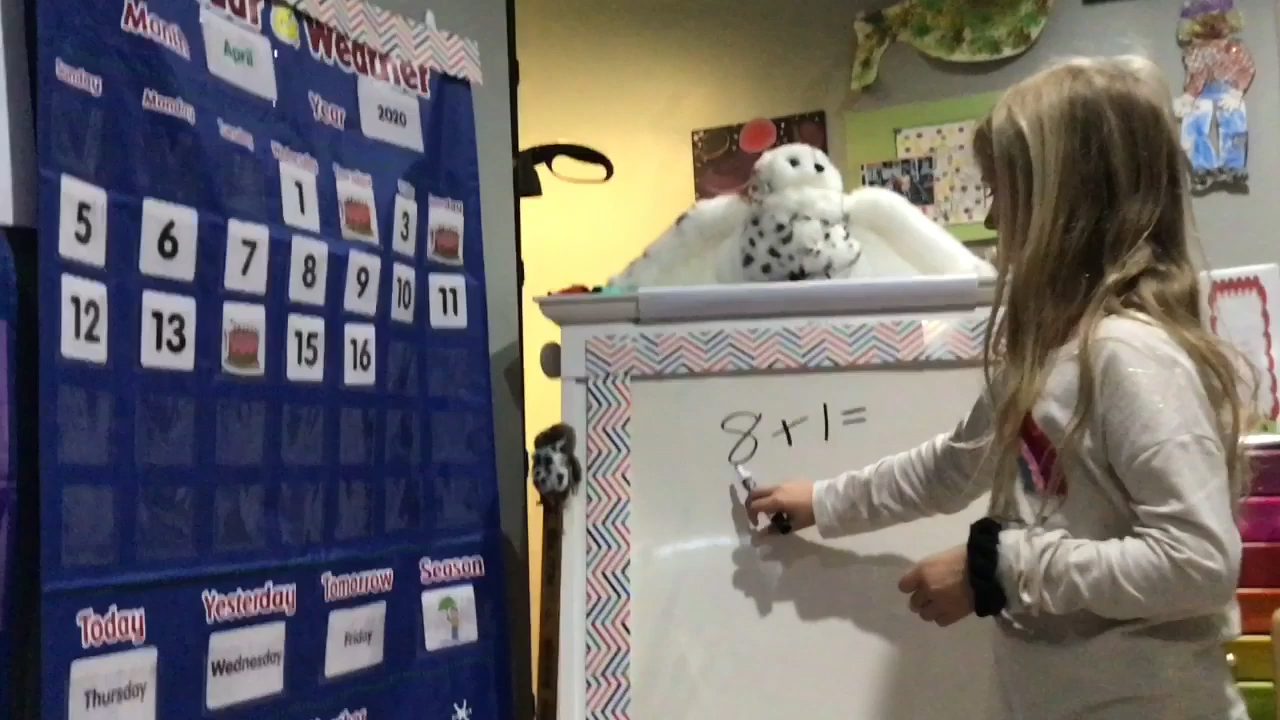 Weather
Month April
Year 2020
Sunday Monday Tuesday Wednesday
1 3
5 6 7 8 9 10 11
12 13 15 16
8+1=
Today Yesterday Tomorrow Season
Thursday Wednesday Friday